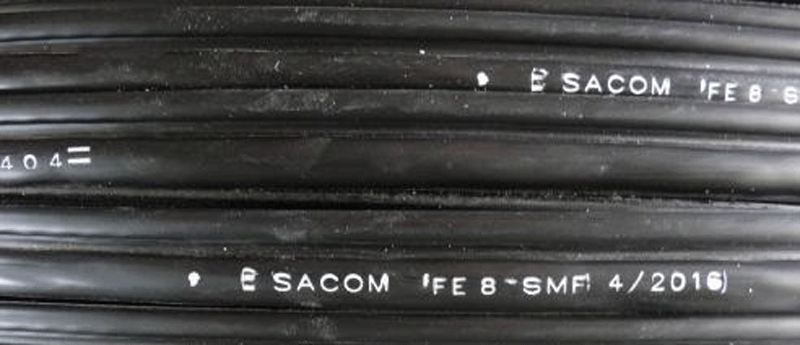 SACOM FE 8 - S
404=
SACOM FE 8 - SMF 4/2016